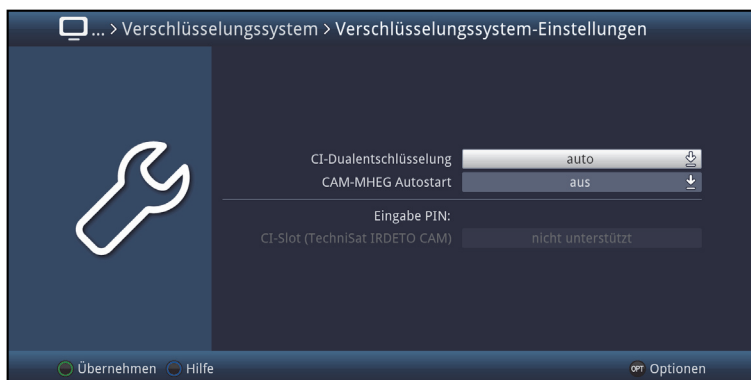 ... > Verschlüsselungssystem > Verschlüsselungssystem-Einstellungen
CI-Dualentschlüsselung auto
CAM-MHEG Autostart aus
Eingabe PIN:
CI-Slot (TechniSat IRDETO CAM) nicht unterstützt
Übernehmen Hilfe OPT Optionen